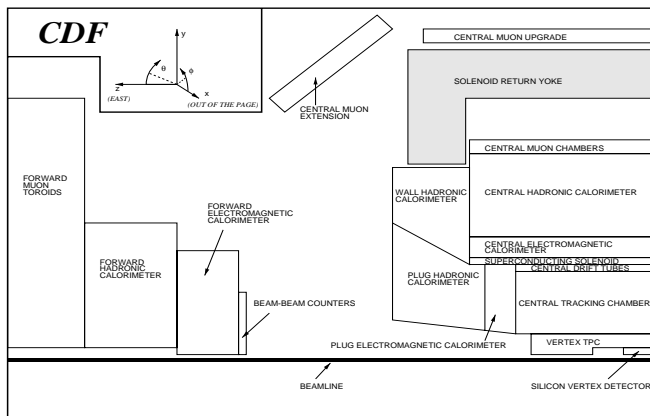 CDF
y
θ
ϕ
z
x
(EAST)
(OUT OF THE PAGE)
CENTRAL MUON
EXTENSION
CENTRAL MUON UPGRADE
SOLENOID RETURN YOKE
CENTRAL MUON CHAMBERS
FORWARD
MUON
TOROIDS
WALL HADRONIC
CALORIMETER
CENTRAL HADRONIC CALORIMETER
FORWARD
ELECTROMAGNETIC
CALORIMETER
CENTRAL ELECTROMAGNETIC
CALORIMETER
SUPERCONDUCTING SOLENOID
CENTRAL DRIFT TUBES
FORWARD
HADRONIC
CALORIMETER
PLUG HADRONIC
CALORIMETER
BEAM-BEAM COUNTERS
CENTRAL TRACKING CHAMBER
PLUG ELECTROMAGNETIC CALORIMETER
VERTEX TPC
BEAMLINE
SILICON VERTEX DETECTOR